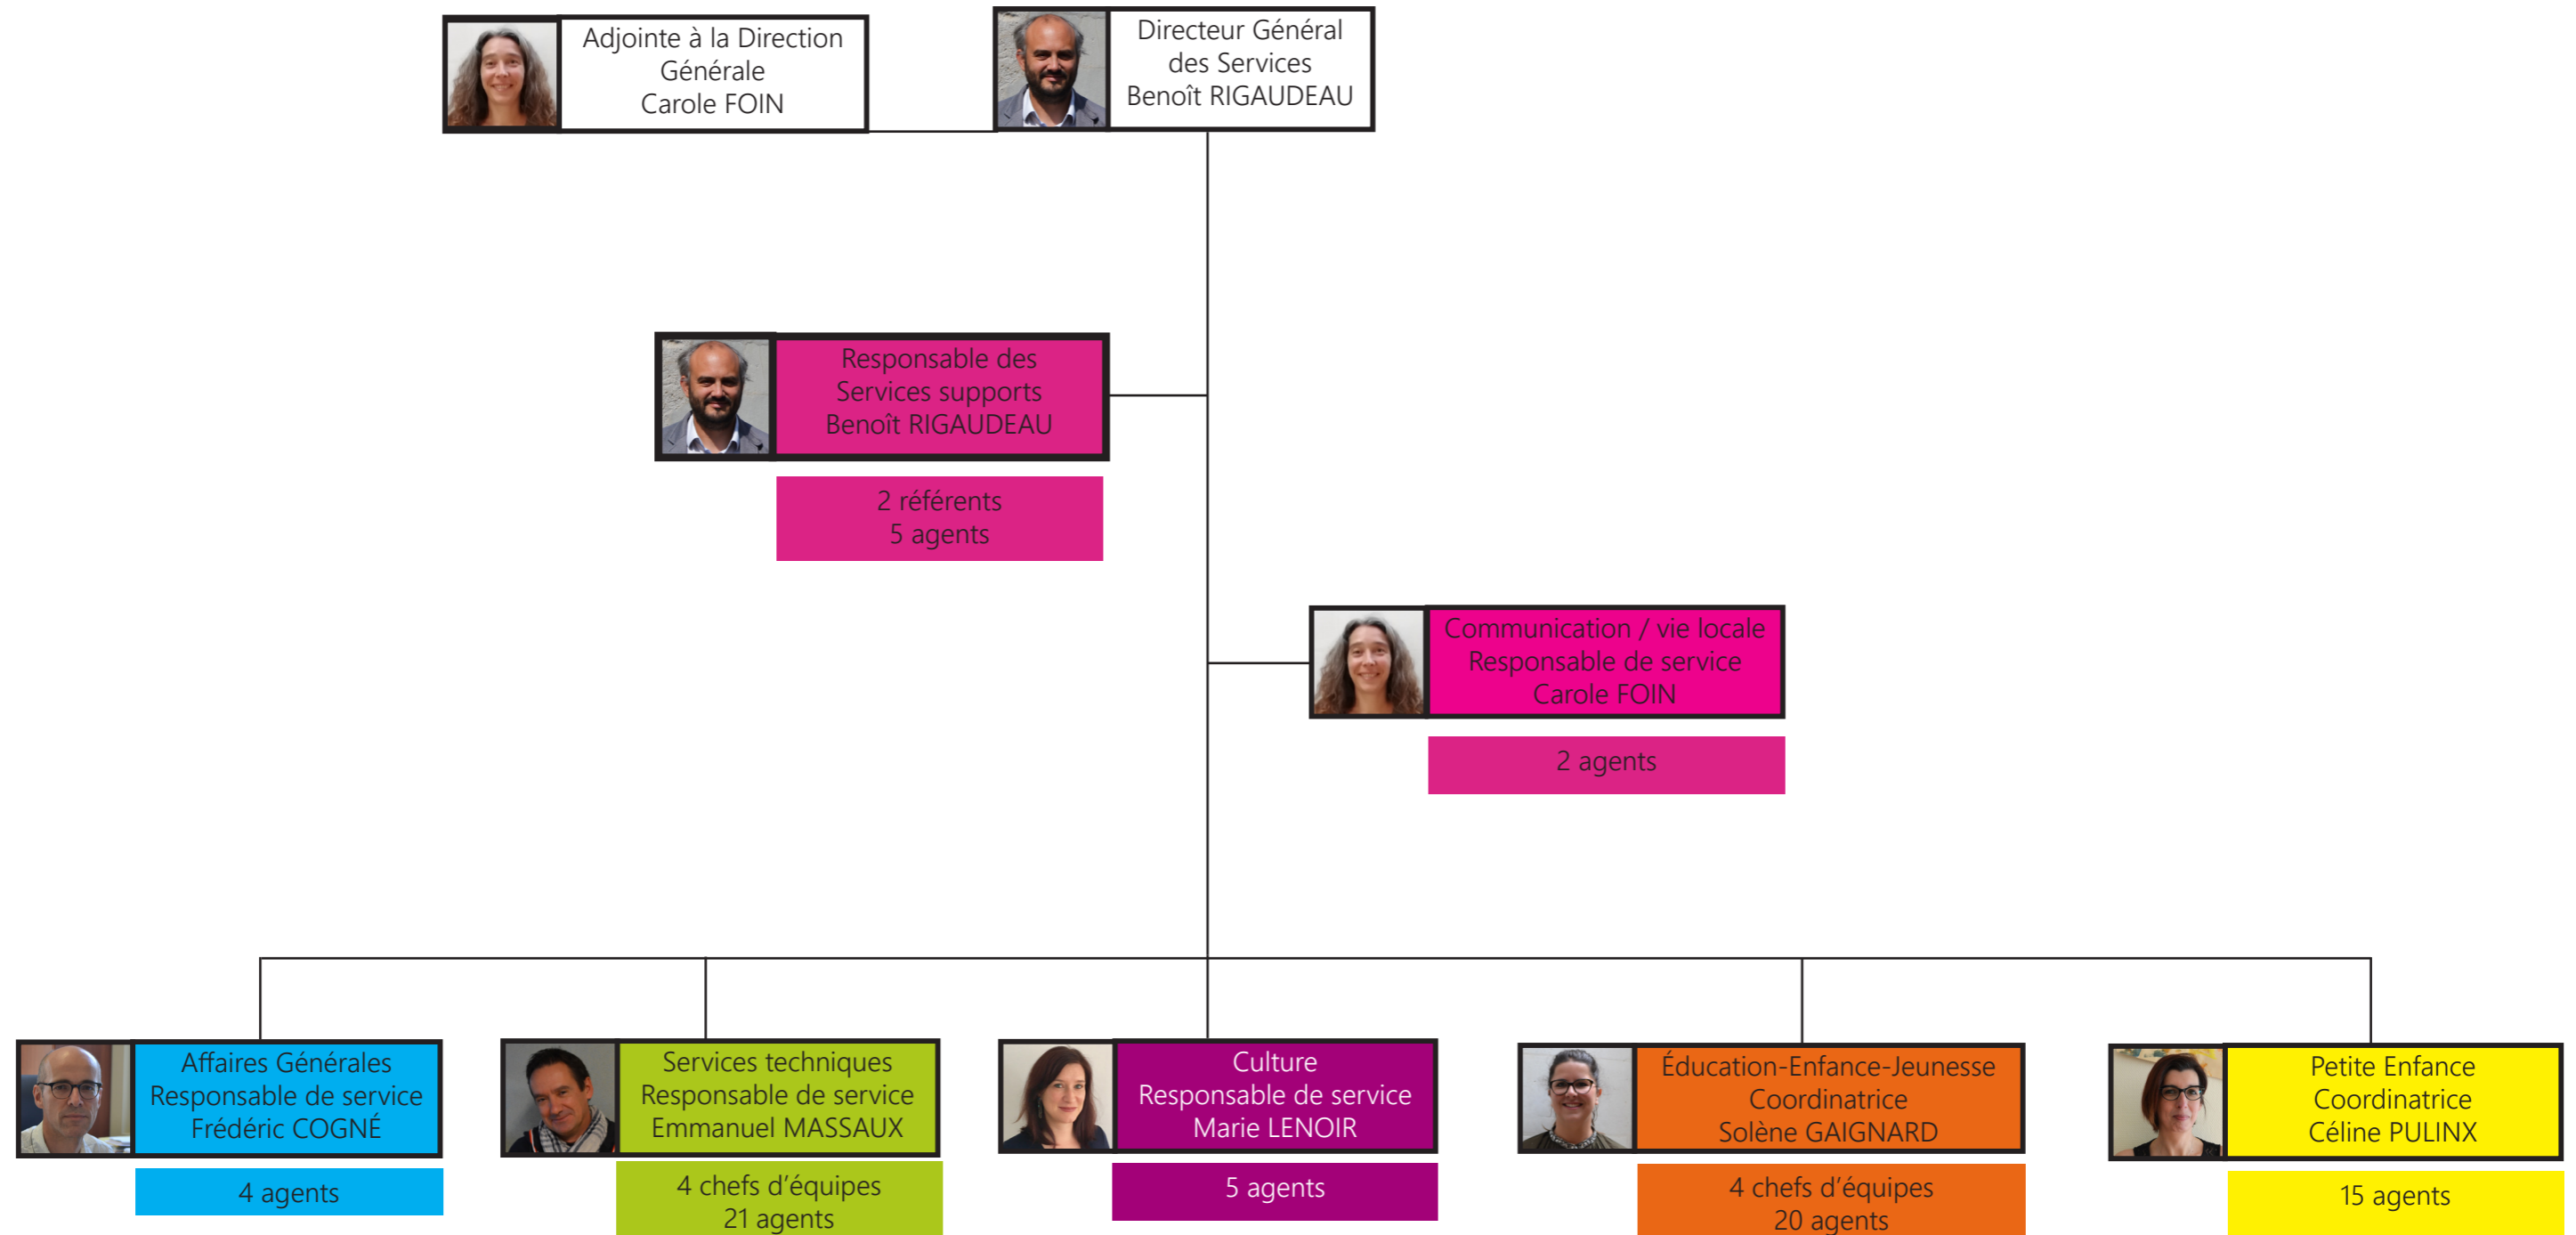 Adjointe à la Direction
Générale
Carole FOIN
Directeur Général
des Services
Benoît RIGAUDEAU
Responsable des
Services supports
Benoît RIGAUDEAU
2 référents
5 agents
Communication / vie locale
Responsable de service
Carole FOIN
2 agents
Affaires Générales
Responsable de service
Frédéric COGNÉ
4 agents
Services techniques
Responsable de service
Emmanuel MASSAUX
4 chefs d’équipes
21 agents
Culture
Responsable de service
Marie LENOIR
5 agents
Éducation-Enfance-Jeunesse
Coordinatrice
Solène GAIGNARD
4 chefs d’équipes
20 agents
Petite Enfance
Coordinatrice
Céline PULINX
15 agents